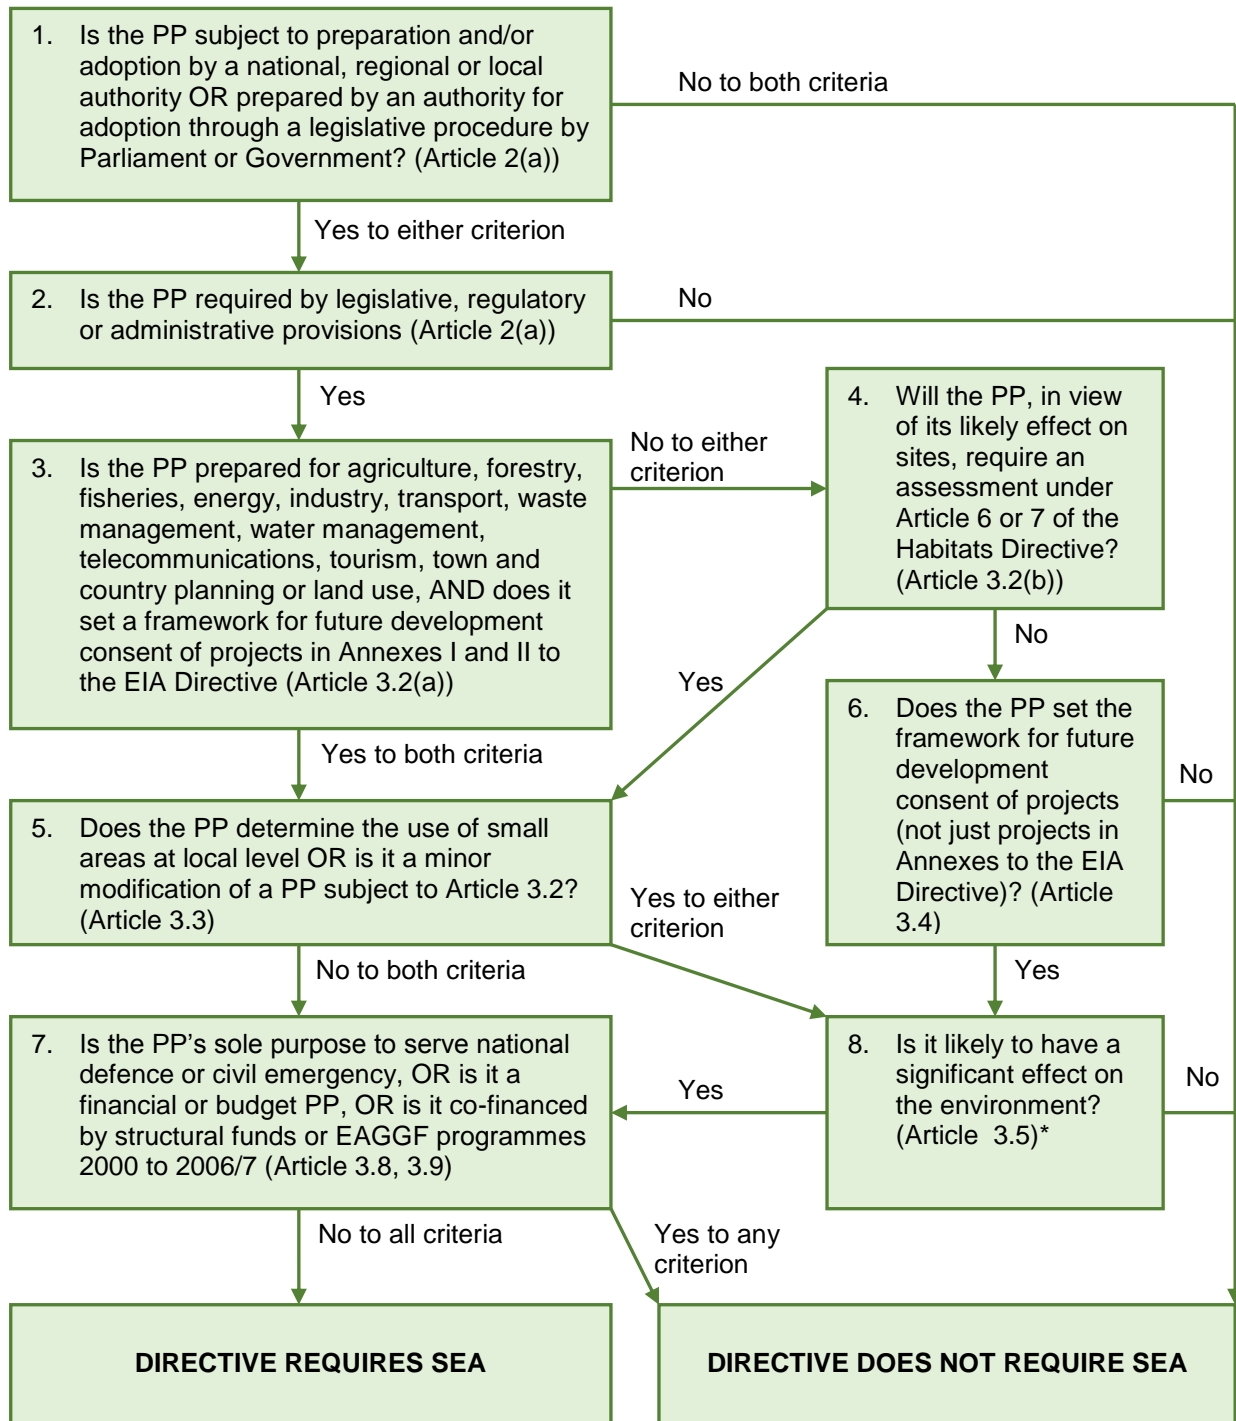 1. Is the PP subject to preparation and/or
adoption by a national, regional or local
authority OR prepared by an authority for
adoption through a legislative procedure by
Parliament or Government? (Article 2(a))
No to both criteria
Yes to either criterion
2. Is the PP required by legislative, regulatory
or administrative provisions (Article 2(a))
No
Yes
3. Is the PP prepared for agriculture, forestry,
fisheries, energy, industry, transport, waste
management, water management,
telecommunications, tourism, town and
country planning or land use, AND does it
set a framework for future development
consent of projects in Annexes I and II to
the EIA Directive (Article 3.2(a))
No to either
criterion
4. Will the PP, in view
of its likely effect on
sites, require an
assessment under
Article 6 or 7 of the
Habitats Directive?
(Article 3.2(b))
Yes
No
Yes to both criteria
5. Does the PP determine the use of small
areas at local level OR is it a minor
modification of a PP subject to Article 3.2?
(Article 3.3)
Yes to either
criterion
6. Does the PP set the
framework for future
development
consent of projects
(not just projects in
Annexes to the EIA
Directive)? (Article
3.4)
No
No to both criteria
Yes
7. Is the PP’s sole purpose to serve national
defence or civil emergency, OR is it a
financial or budget PP, OR is it co-financed
by structural funds or EAGGF programmes
2000 to 2006/7 (Article 3.8, 3.9)
Yes
8. Is it likely to have a
significant effect on
the environment?
(Article 3.5)*
No
No to all criteria
Yes to any
criterion
DIRECTIVE REQUIRES SEA
DIRECTIVE DOES NOT REQUIRE SEA